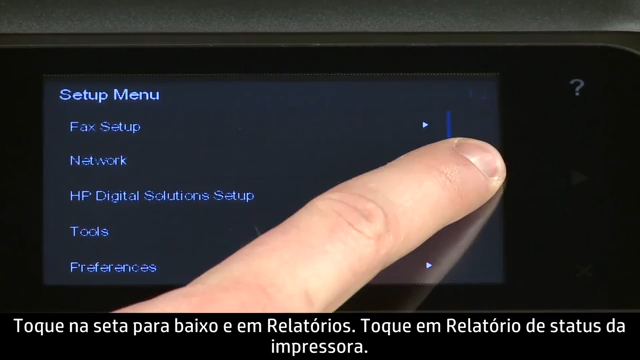 Setup Menu
?
Fax Setup
Network
HP Digital Solutions Setup
Tools
Preferences
Toque na seta para baixo e em Relatórios. Toque em Relatório de status da
impressora.